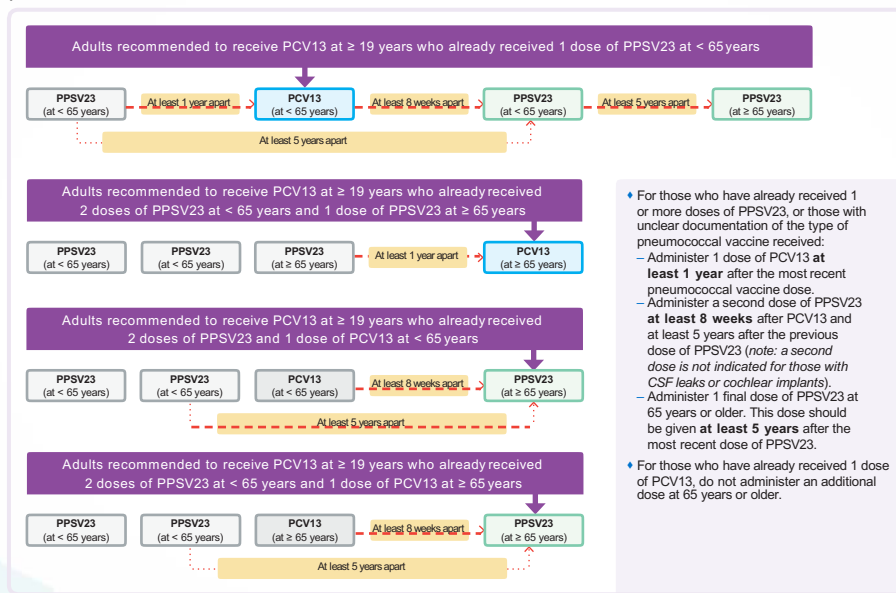 Adults recommended to receive PCV13 at ≥ 19 years who already received 1 dose of PPSV23 at < 65 years
PPSV23
(at < 65 years)
At least 1 year apart
PCV13
(at < 65 years)
At least 8 weeks apart
PPSV23
(at < 65 years)
At least 5 years apart
PPSV23
(at ≥ 65 years)
At least 5 years apart
Adults recommended to receive PCV13 at ≥ 19 years who already received
2 doses of PPSV23 at < 65 years and 1 dose of PPSV23 at ≥ 65 years
PPSV23
(at < 65 years)
PPSV23
(at < 65 years)
PPSV23
(at ≥ 65 years)
At least 1 year apart
PCV13
(at ≥ 65 years)
Adults recommended to receive PCV13 at ≥ 19 years who already received
2 doses of PPSV23 and 1 dose of PCV13 at < 65 years
PPSV23
(at < 65 years)
PPSV23
(at < 65 years)
PCV13
(at < 65 years)
At least 8 weeks apart
PPSV23
(at ≥ 65 years)
At least 5 years apart
Adults recommended to receive PCV13 at ≥ 19 years who already received
2 doses of PPSV23 at < 65 years and 1 dose of PCV13 at ≥ 65 years
PPSV23
(at < 65 years)
PPSV23
(at < 65 years)
PCV13
(at ≥ 65 years)
At least 8 weeks apart
PPSV23
(at ≥ 65 years)
At least 5 years apart
♦ For those who have already received 1
or more doses of PPSV23, or those with
unclear documentation of the type of
pneumococcal vaccine received:
– Administer 1 dose of PCV13 at
least 1 year after the most recent
pneumococcal vaccine dose.
– Administer a second dose of PPSV23
at least 8 weeks after PCV13 and
at least 5 years after the previous
dose of PPSV23 (note: a second
dose is not indicated for those with
CSF leaks or cochlear implants).
– Administer 1 final dose of PPSV23 at
65 years or older. This dose should
be given at least 5 years after the
most recent dose of PPSV23.
♦ For those who have already received 1 dose
of PCV13, do not administer an additional
dose at 65 years or older.